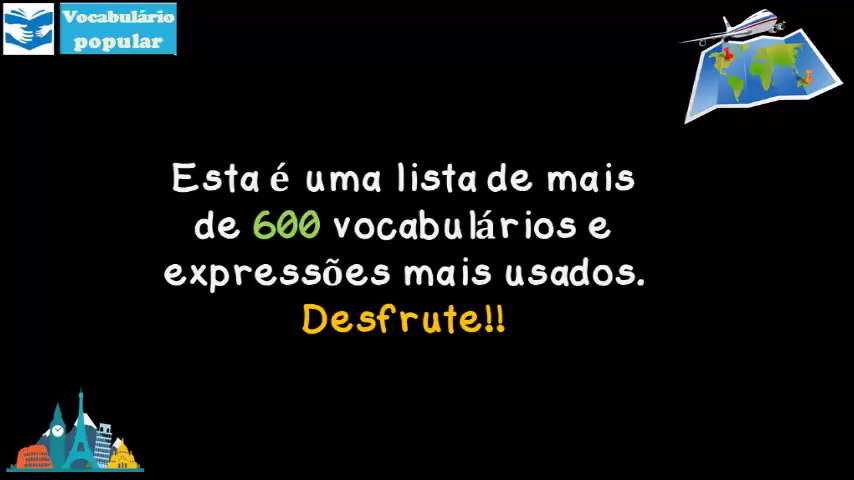 Vocabulário
popular
Esta é uma lista de mais
de 600 vocabulários e
expressões mais usados.
Desfrute!!